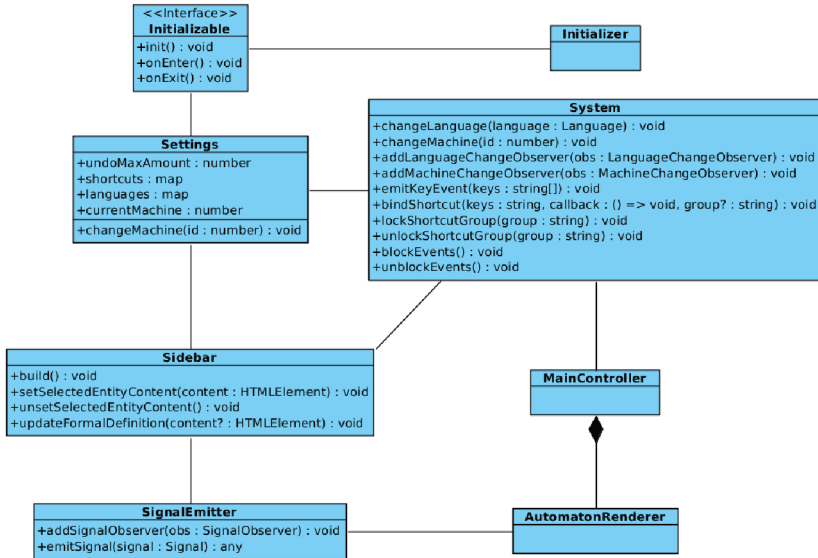 <<Interface>>
Initializable
+init() : void
+onEnter() : void
+onExit() : void
Initializer
Settings
+undoMaxAmount : number
+shortcuts : map
+languages : map
+currentMachine : number
+changeMachine(id : number) : void
System
+changeLanguage(language : Language) : void
+changeMachine(id : number) : void
+addLanguageChangeObserver(obs : LanguageChangeObserver) : void
+addMachineChangeObserver(obs : MachineChangeObserver) : void
+emitKeyEvent(keys : string[]) : void
+bindShortcut(keys : string, callback : () => void, group? : string) : void
+lockShortcutGroup(group : string) : void
+unlockShortcutGroup(group : string) : void
+blockEvents() : void
+unblockEvents() : void
Sidebar
+build() : void
+setSelectedEntityContent(content : HTMLElement) : void
+unsetSelectedEntityContent() : void
+updateFormalDefinition(content? : HTMLElement) : void
MainController
SignalEmitter
+addSignalObserver(obs : SignalObserver) : void
+emitSignal(signal : Signal) : any
AutomatonRenderer